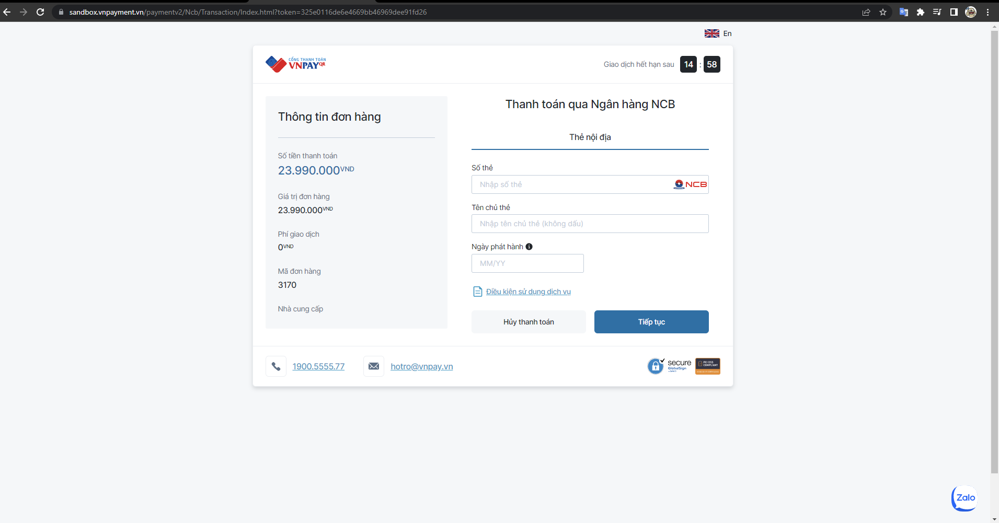 sandbox.vnpayment.vn/paymentv2/Ncb/Transaction/Index.html?token=325e0116de6e4669bb46969dee91fd26
En
CỔNG THANH TOÁN
VNPAYQR
Giao dịch hết hạn sau 14 : 58
Thông tin đơn hàng
Số tiền thanh toán
23.990.000VND
Giá trị đơn hàng
23.990.000VND
Phí giao dịch
0VND
Mã đơn hàng
3170
Nhà cung cấp
Thanh toán qua Ngân hàng NCB
Thẻ nội địa
Số thẻ
Nhập số thẻ NCB
Tên chủ thẻ
Nhập tên chủ thẻ (không dấu)
Ngày phát hành
MM/YY
Điều kiện sử dụng dịch vụ
Hủy thanh toán Tiếp tục
1900.5555.77 hotro@vnpay.vn
secure
GlobalSign
PCI DSS
COMPLIANT
Zalo